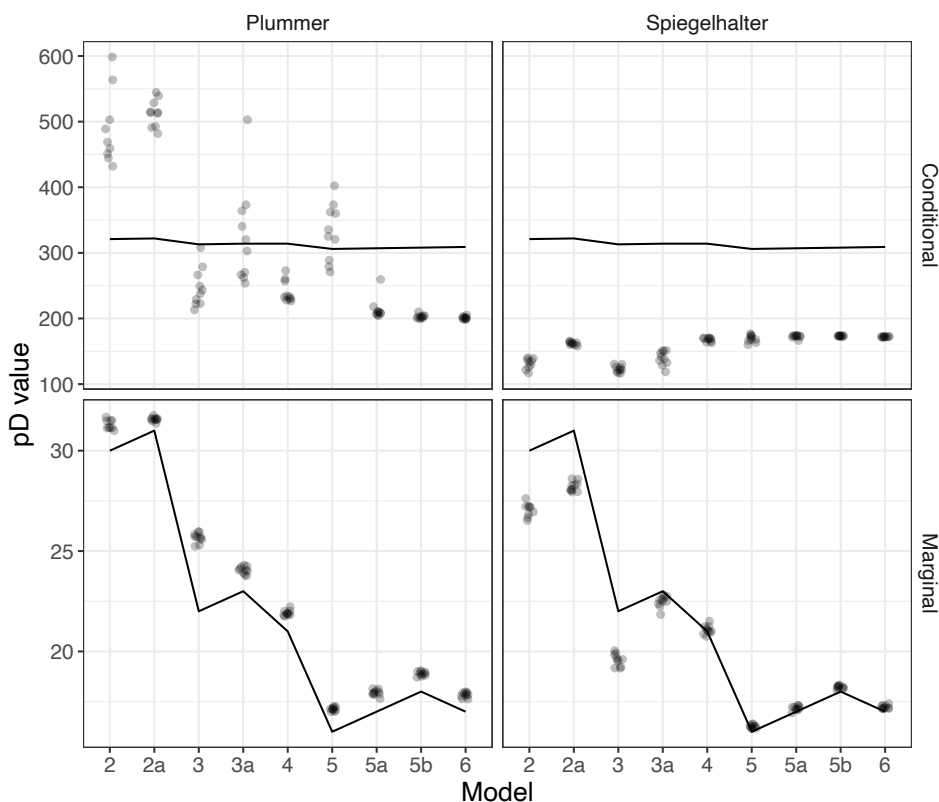 Plummer Spiegelhalter
600
500
400
300
200
100
Conditional
30
25
20
Marginal
pD value
2 2a 3 3a 4 5 5a 5b 6 2 2a 3 3a 4 5 5a 5b 6
Model